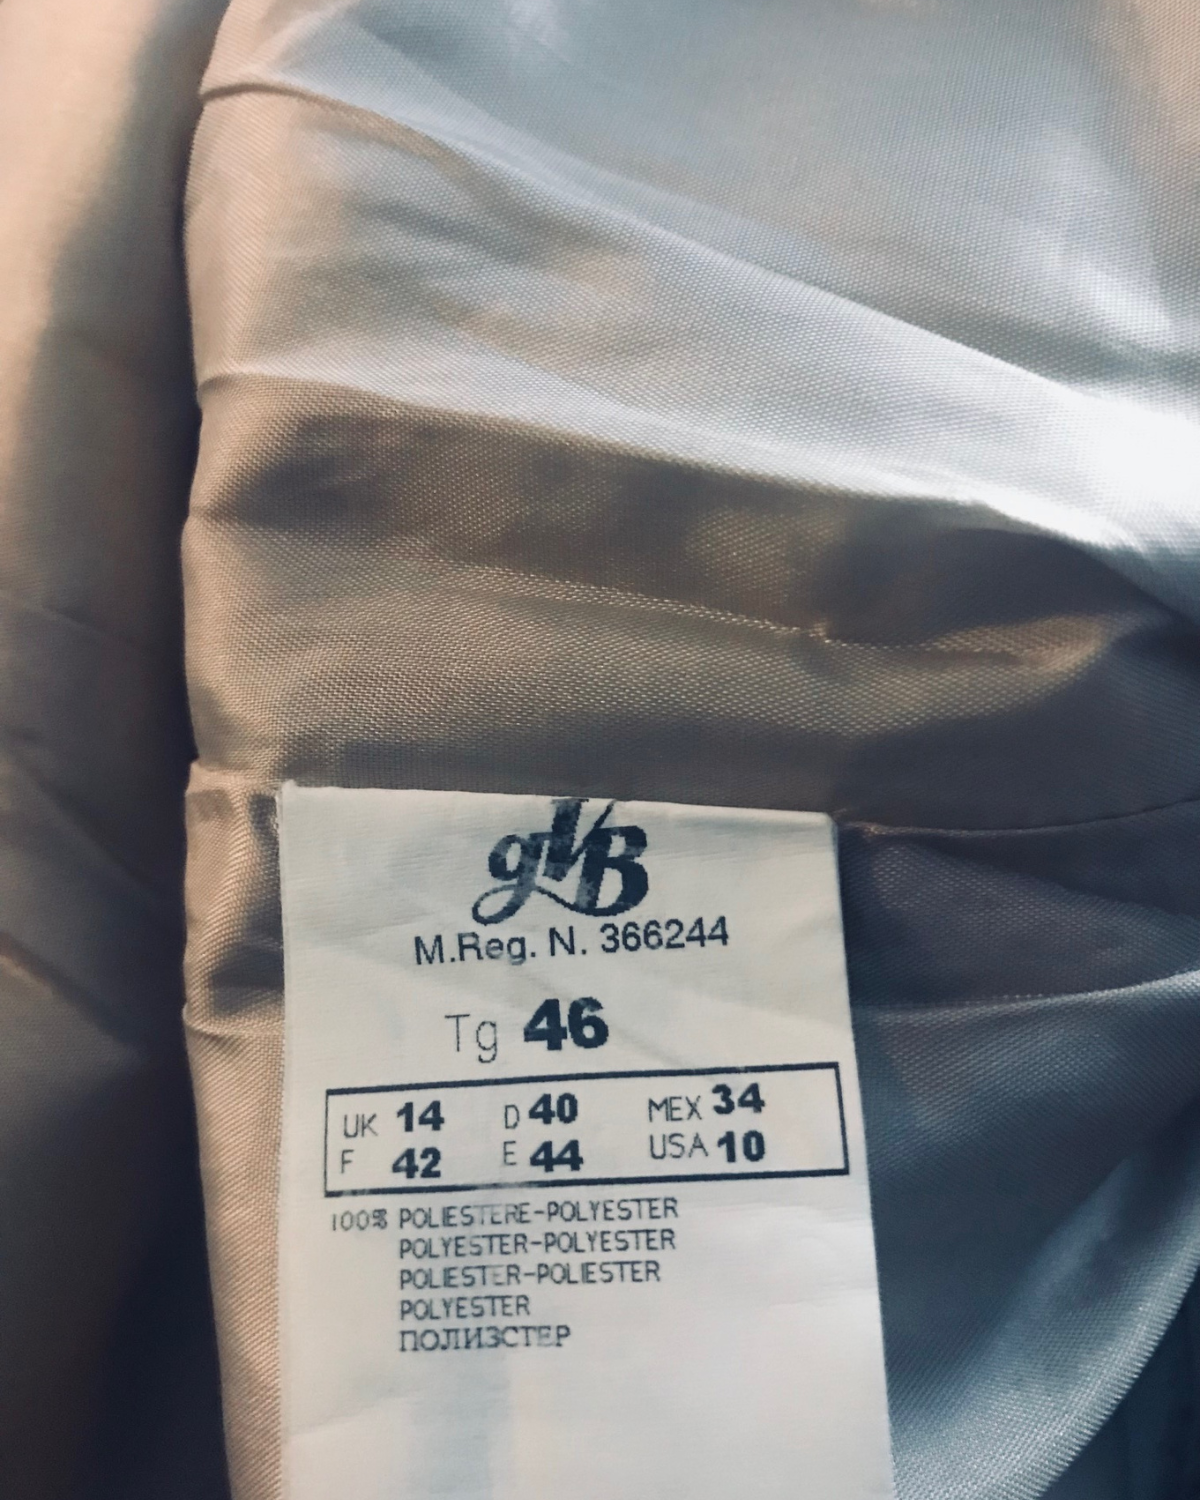 gVB
M.Reg. N. 366244
Tg 46
UK 14 D 40 MEX 34
F 42 E 44 USA 10
100% POLIESTERE-POLYESTER
POLYESTER-POLYESTER
POLIESTER-POLIESTER
POLYESTER
ПОЛИЗСТЕР